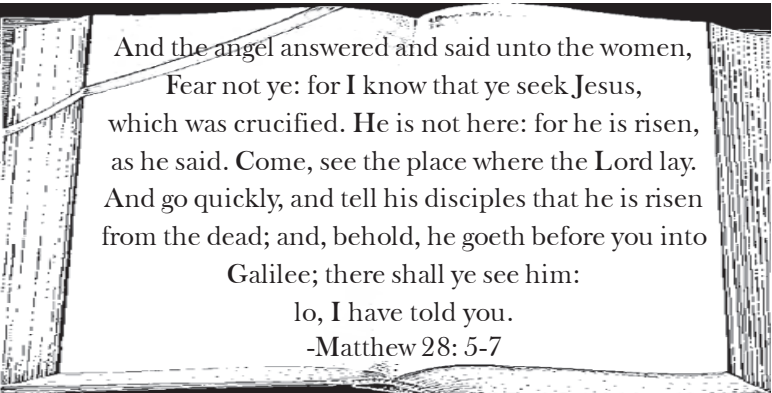 And the angel answered and said unto the women,
Fear not ye: for I know that ye seek Jesus,
which was crucified. He is not here: for he is risen,
as he said. Come, see the place where the Lord lay.
And go quickly, and tell his disciples that he is risen
from the dead; and, behold, he goeth before you into
Galilee; there shall ye see him:
lo, I have told you.
-Matthew 28: 5-7